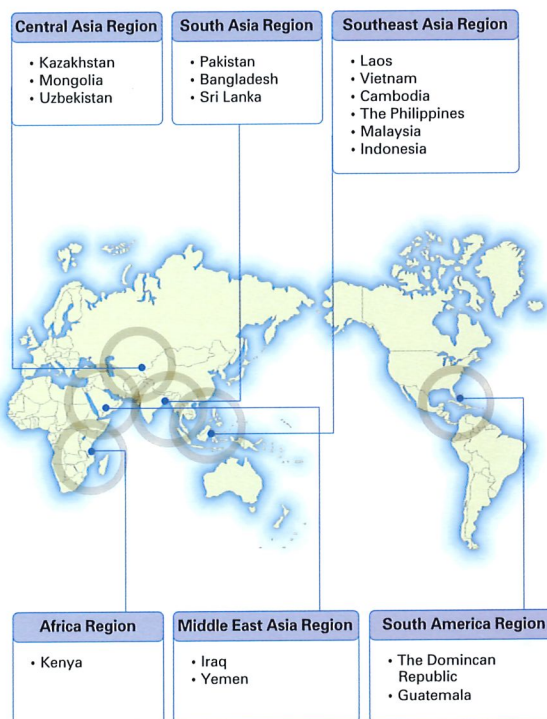 Central Asia Region
• Kazakhstan
• Mongolia
• Uzbekistan
South Asia Region
• Pakistan
• Bangladesh
• Sri Lanka
Southeast Asia Region
• Laos
• Vietnam
• Cambodia
• The Philippines
• Malaysia
• Indonesia
Africa Region
• Kenya
Middle East Asia Region
• Iraq
• Yemen
South America Region
• The Domincan
Republic
• Guatemala